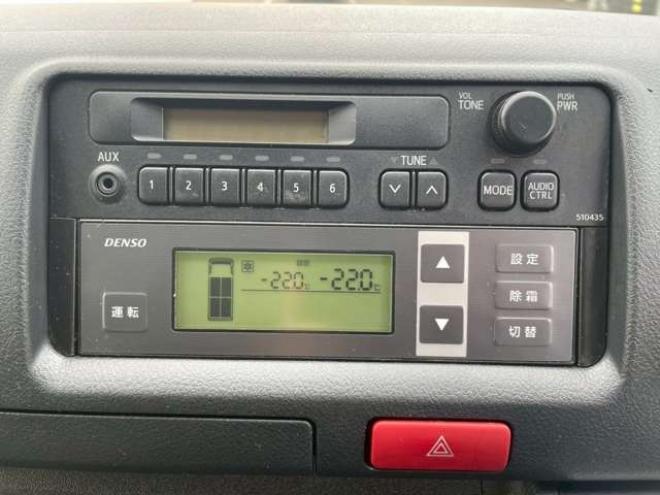 VOL
TONE
PUSH
PWR
AUX
1 2 3 4 5 6
TUNE
MODE
AUDIO
CTRL
510435
DENSO
-22.0℃ -22.0℃
設定
運転
除霜
切替